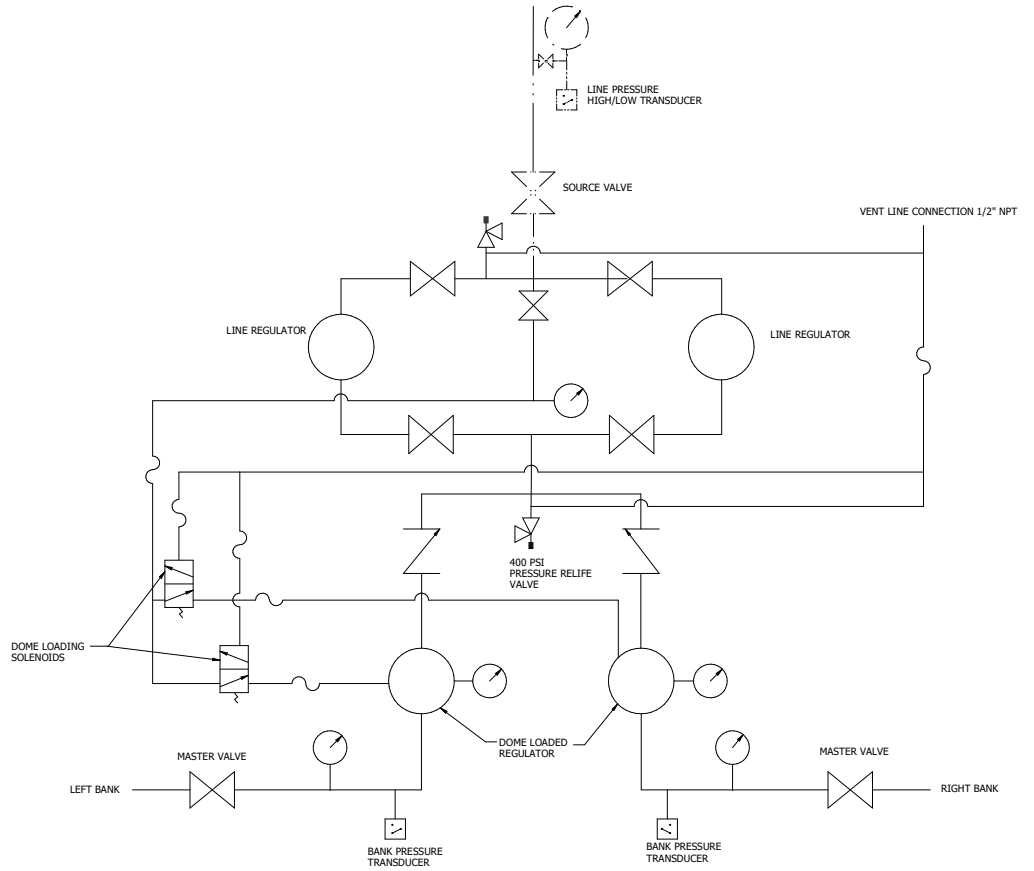 LINE PRESSURE
HIGH/LOW TRANSDUCER
SOURCE VALVE
VENT LINE CONNECTION 1/2" NPT
LINE REGULATOR
LINE REGULATOR
400 PSI
PRESSURE RELIFE
VALVE
DOME LOADING
SOLENOIDS
DOME LOADED
REGULATOR
MASTER VALVE
MASTER VALVE
LEFT BANK
RIGHT BANK
BANK PRESSURE
TRANSDUCER
BANK PRESSURE
TRANSDUCER